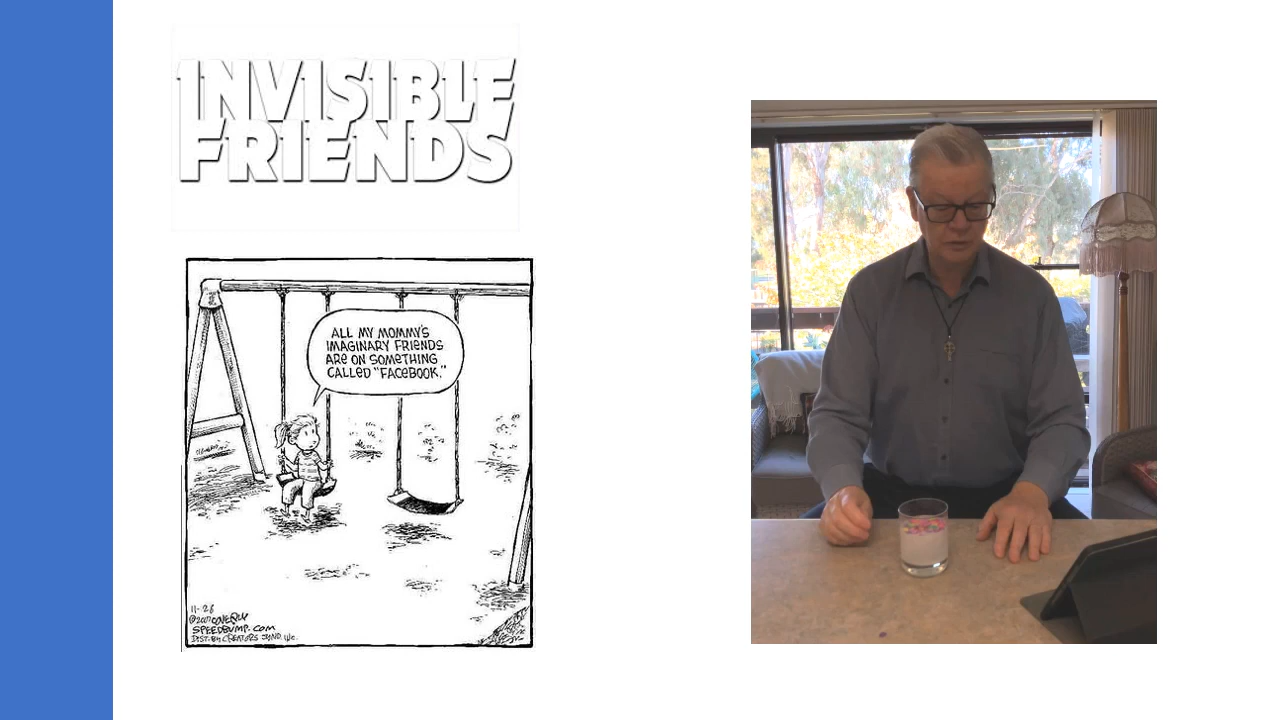 INVISIBLE
FRIENDS
ALL MY MOMMY'S
IMAGINARY FRIENDS
ARE ON SOMETHING
CALLED "FACEBOOK."
11-26
©2007 COVERLY
SPEEDBUMP.COM
DIST. BY CREATORS SYND. INC.